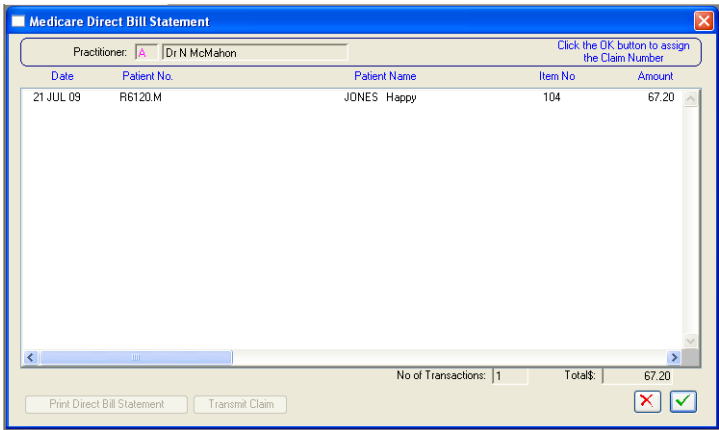 Medicare Direct Bill Statement
Practitioner: A Dr N McMahon
Click the OK button to assign
the Claim Number
Date Patient No. Patient Name Item No Amount
21 JUL 09 R6120.M JONES Happy 104 67.20
No of Transactions: 1 Total$: 67.20
Print Direct Bill Statement Transmit Claim